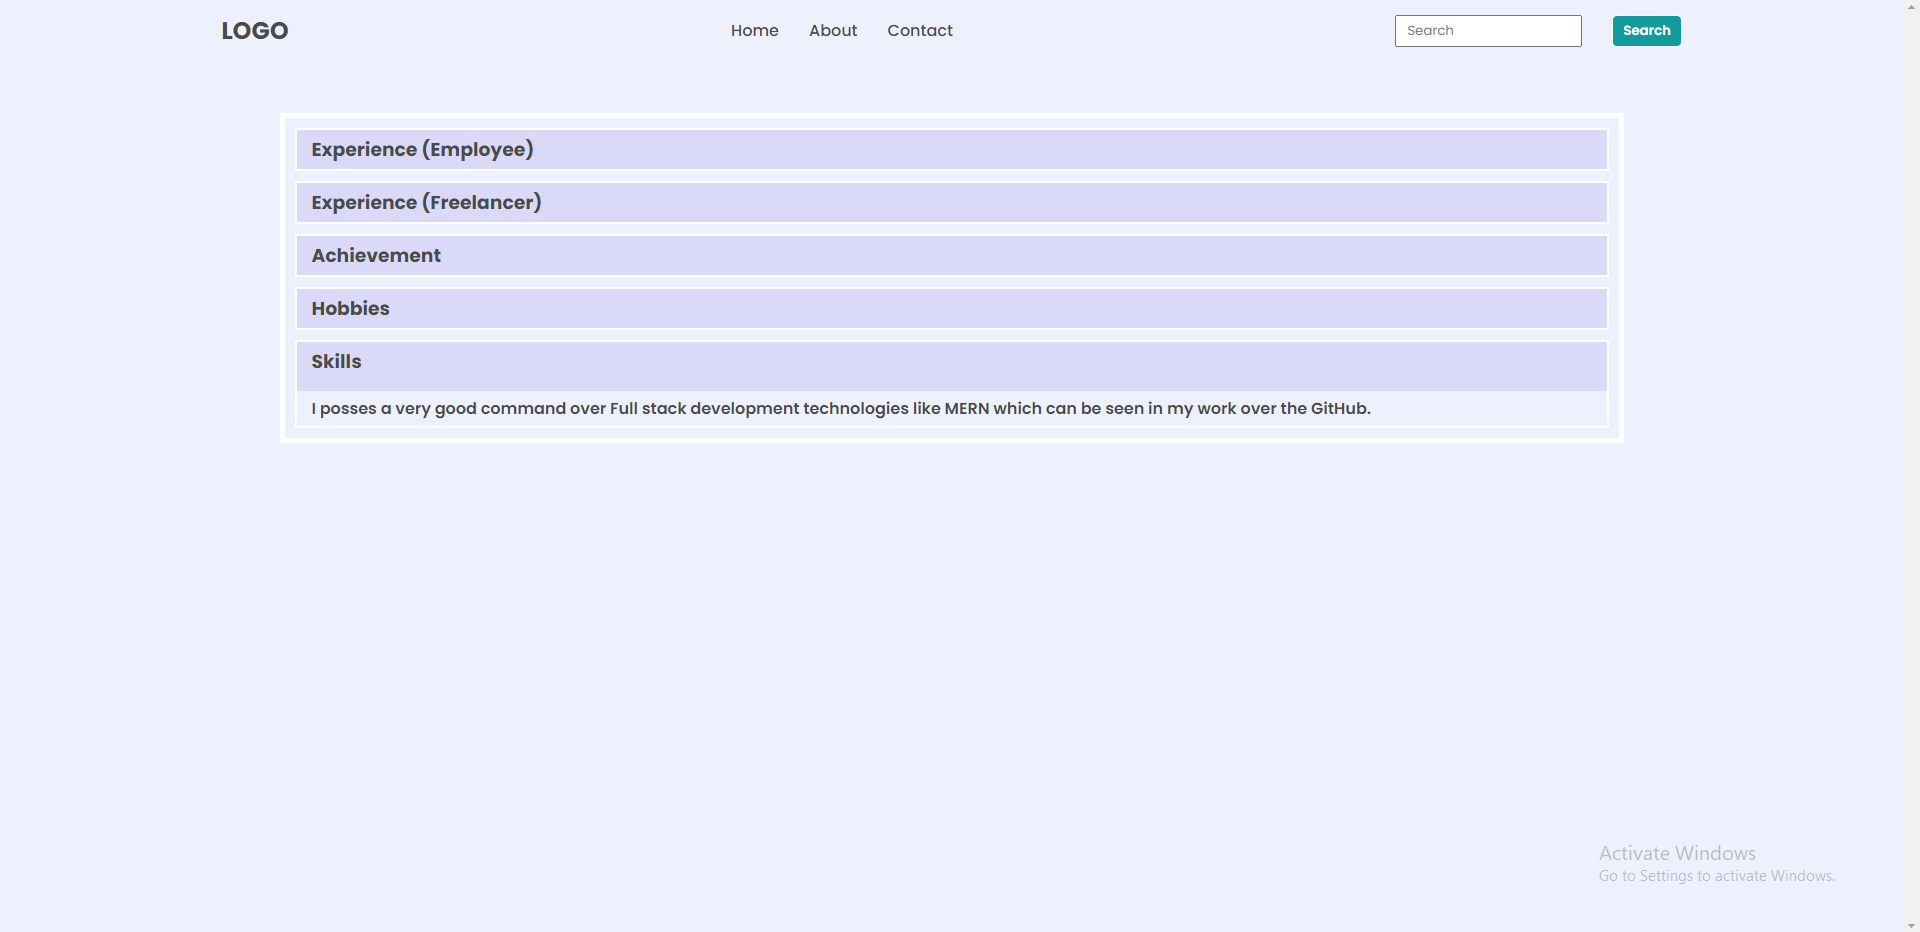 LOGO
Home About Contact
Search
Search
Experience (Employee)
Experience (Freelancer)
Achievement
Hobbies
Skills
I posses a very good command over Full stack development technologies like MERN which can be seen in my work over the GitHub.
Activate Windows
Go to Settings to activate Windows.